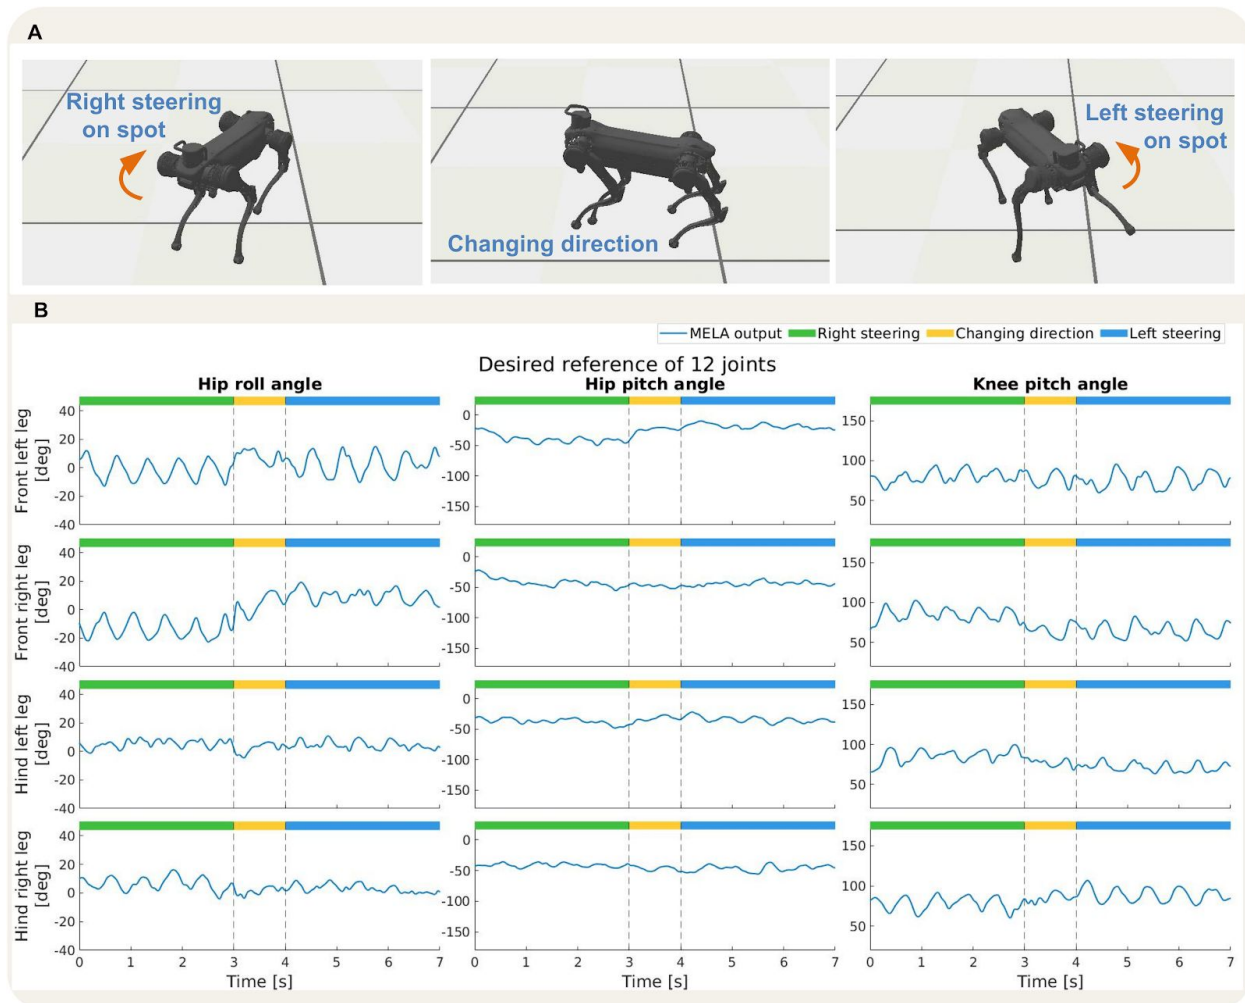 A
Right steering
on spot
Changing direction
Left steering
on spot
B
MELA output Right steering Changing direction Left steering
Desired reference of 12 joints
Hip roll angle Hip pitch angle Knee pitch angle
Front left leg
[deg]
40
20
0
-20
-40
0
-50
-100
-150
150
100
50
Front right leg
[deg]
40
20
0
-20
-40
0
-50
-100
-150
150
100
50
Hind left leg
[deg]
40
20
0
-20
-40
0
-50
-100
-150
150
100
50
Hind right leg
[deg]
40
20
0
-20
-40
0
-50
-100
-150
150
100
50
0 1 2 3 4 5 6 7 0 1 2 3 4 5 6 7 0 1 2 3 4 5 6 7
Time [s] Time [s] Time [s]